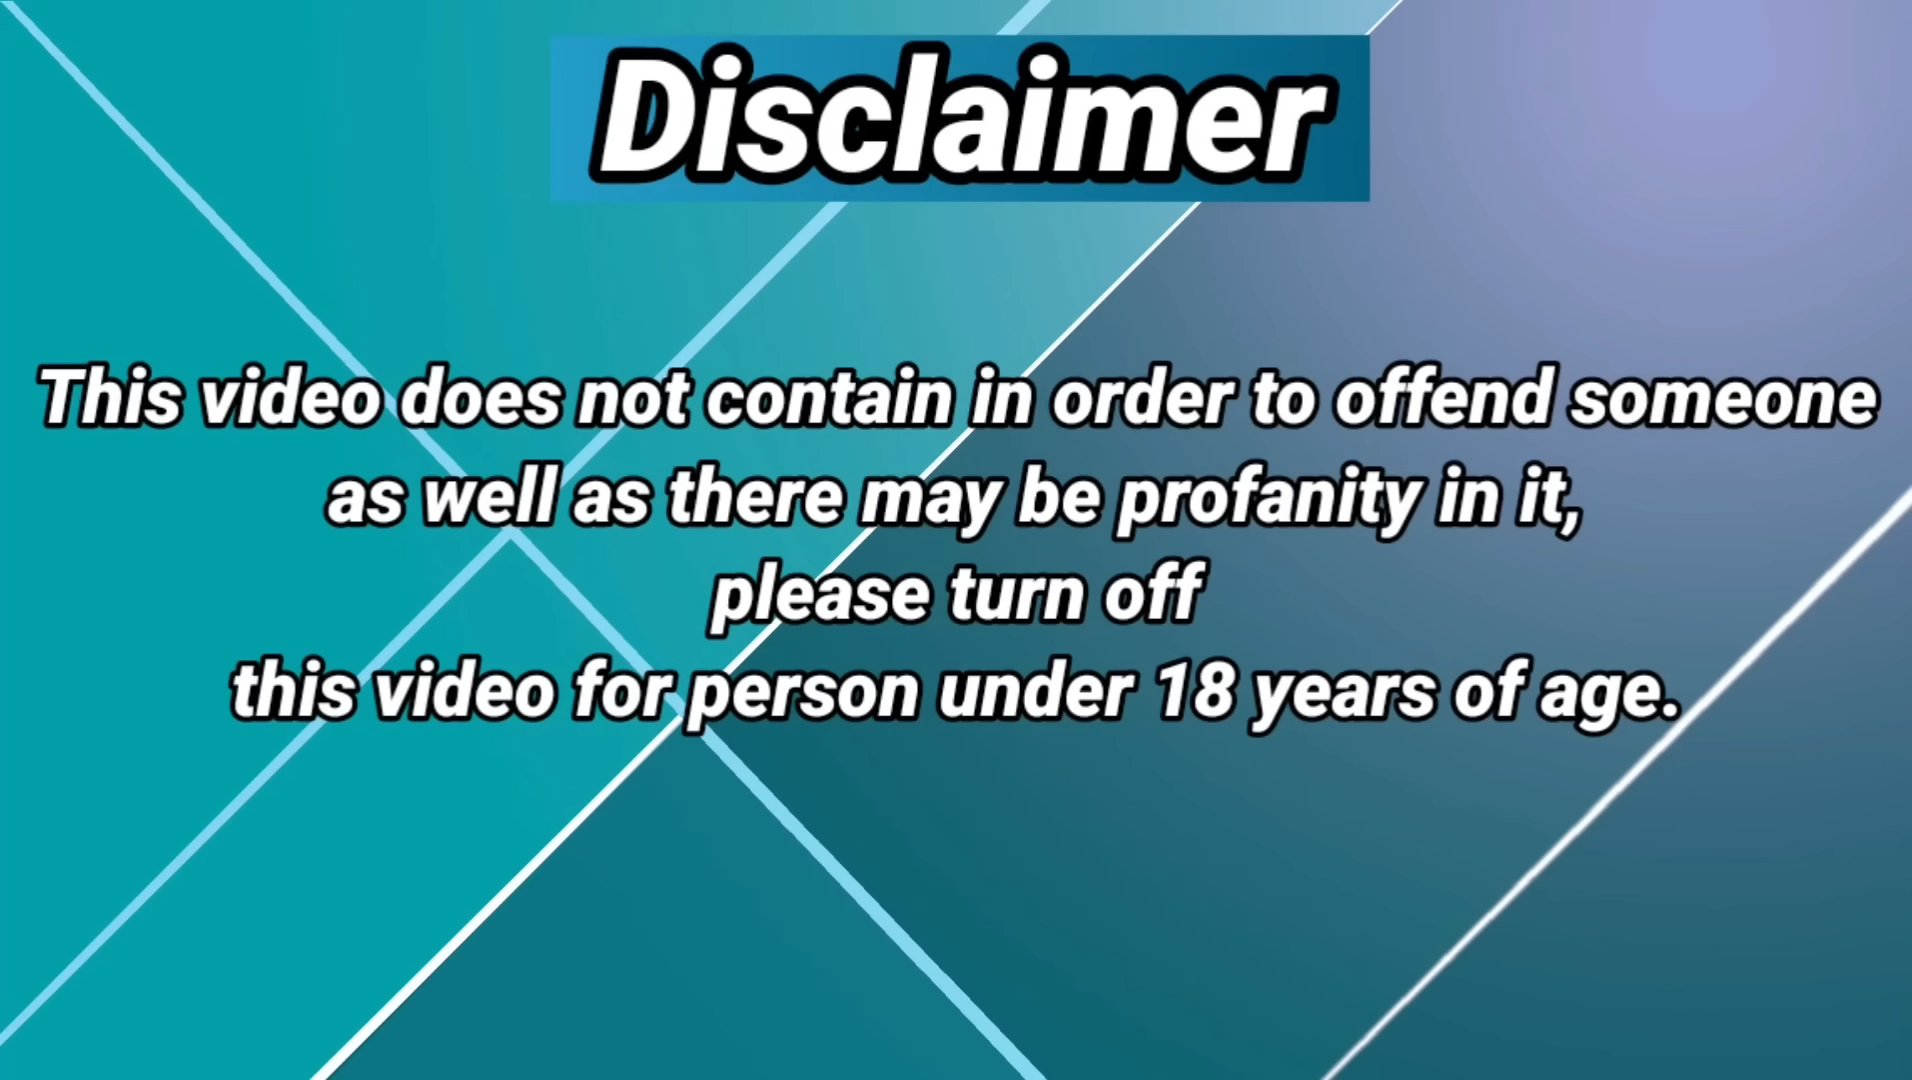 Disclaimer
This video does not contain in order to offend someone
as well as there may be profanity in it,
please turn off
this video for person under 18 years of age.